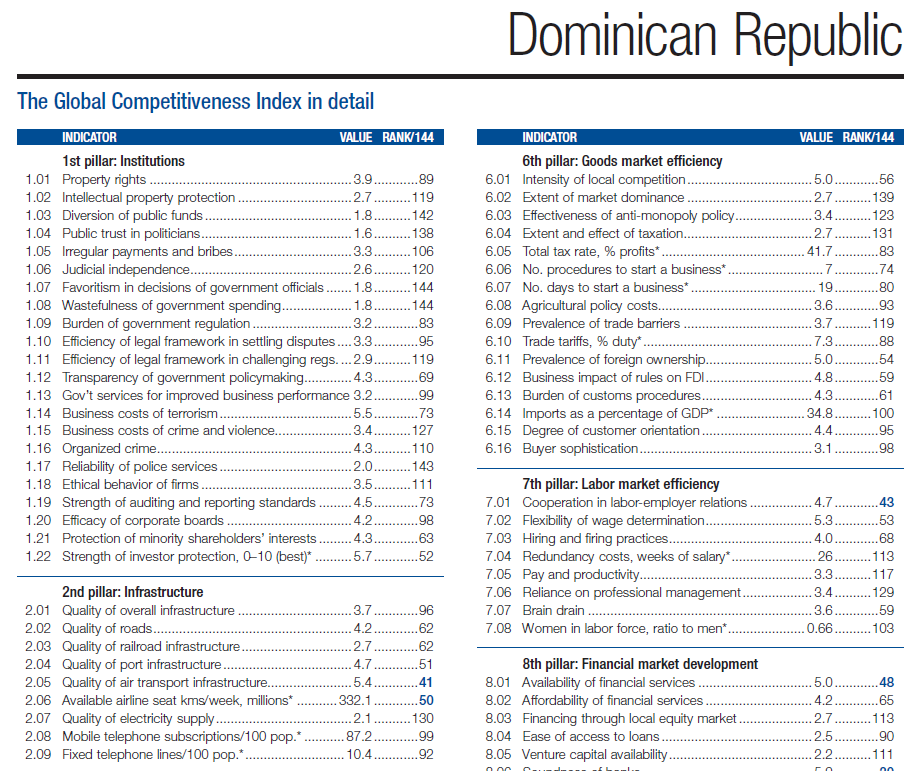 Dominican Republic
The Global Competitiveness Index in detail
INDICATOR VALUE RANK/144
1st pillar: Institutions
1.01 Property rights ............ 3.9 ............ 89
1.02 Intellectual property protection ............ 2.7 ............ 119
1.03 Diversion of public funds ............ 1.8 ............ 142
1.04 Public trust in politicians ............ 1.6 ............ 138
1.05 Irregular payments and bribes ............ 3.3 ............ 106
1.06 Judicial independence ............ 2.6 ............ 120
1.07 Favoritism in decisions of government officials ............ 1.8 ............ 144
1.08 Wastefulness of government spending ............ 1.8 ............ 144
1.09 Burden of government regulation ............ 3.2 ............ 83
1.10 Efficiency of legal framework in settling disputes ............ 3.3 ............ 95
1.11 Efficiency of legal framework in challenging regs. ............ 2.9 ............ 119
1.12 Transparency of government policymaking ............ 4.3 ............ 69
1.13 Gov't services for improved business performance 3.2 ............ 99
1.14 Business costs of terrorism ............ 5.5 ............ 73
1.15 Business costs of crime and violence ............ 3.4 ............ 127
1.16 Organized crime ............ 4.3 ............ 110
1.17 Reliability of police services ............ 2.0 ............ 143
1.18 Ethical behavior of firms ............ 3.5 ............ 111
1.19 Strength of auditing and reporting standards ............ 4.5 ............ 73
1.20 Efficacy of corporate boards ............ 4.2 ............ 98
1.21 Protection of minority shareholders' interests ............ 4.3 ............ 63
1.22 Strength of investor protection, 0–10 (best)* ............ 5.7 ............ 52
2nd pillar: Infrastructure
2.01 Quality of overall infrastructure ............ 3.7 ............ 96
2.02 Quality of roads ............ 4.2 ............ 62
2.03 Quality of railroad infrastructure ............ 2.7 ............ 62
2.04 Quality of port infrastructure ............ 4.7 ............ 51
2.05 Quality of air transport infrastructure ............ 5.4 ............ 41
2.06 Available airline seat kms/week, millions* ............ 332.1 ............ 50
2.07 Quality of electricity supply ............ 2.1 ............ 130
2.08 Mobile telephone subscriptions/100 pop.* ............ 87.2 ............ 99
2.09 Fixed telephone lines/100 pop.* ............ 10.4 ............ 92
INDICATOR VALUE RANK/144
6th pillar: Goods market efficiency
6.01 Intensity of local competition ............ 5.0 ............ 56
6.02 Extent of market dominance ............ 2.7 ............ 139
6.03 Effectiveness of anti-monopoly policy ............ 3.4 ............ 123
6.04 Extent and effect of taxation ............ 2.7 ............ 131
6.05 Total tax rate, % profits* ............ 41.7 ............ 83
6.06 No. procedures to start a business* ............ 7 ............ 74
6.07 No. days to start a business* ............ 19 ............ 80
6.08 Agricultural policy costs ............ 3.6 ............ 93
6.09 Prevalence of trade barriers ............ 3.7 ............ 119
6.10 Trade tariffs, % duty* ............ 7.3 ............ 88
6.11 Prevalence of foreign ownership ............ 5.0 ............ 54
6.12 Business impact of rules on FDI ............ 4.8 ............ 59
6.13 Burden of customs procedures ............ 4.3 ............ 61
6.14 Imports as a percentage of GDP* ............ 34.8 ............ 100
6.15 Degree of customer orientation ............ 4.4 ............ 95
6.16 Buyer sophistication ............ 3.1 ............ 98
7th pillar: Labor market efficiency
7.01 Cooperation in labor-employer relations ............ 4.7 ............ 43
7.02 Flexibility of wage determination ............ 5.3 ............ 53
7.03 Hiring and firing practices ............ 4.0 ............ 68
7.04 Redundancy costs, weeks of salary* ............ 26 ............ 113
7.05 Pay and productivity ............ 3.3 ............ 117
7.06 Reliance on professional management ............ 3.4 ............ 129
7.07 Brain drain ............ 3.6 ............ 59
7.08 Women in labor force, ratio to men* ............ 0.66 ............ 103
8th pillar: Financial market development
8.01 Availability of financial services ............ 5.0 ............ 48
8.02 Affordability of financial services ............ 4.2 ............ 65
8.03 Financing through local equity market ............ 2.7 ............ 113
8.04 Ease of access to loans ............ 2.5 ............ 90
8.05 Venture capital availability ............ 2.2 ............ 111